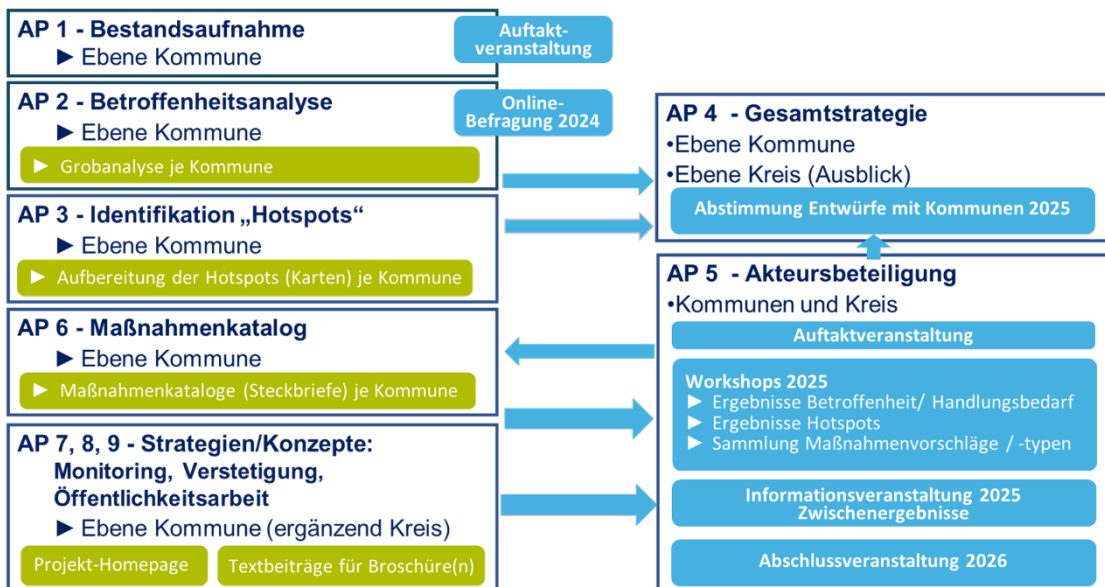 AP 1 - Bestandsaufnahme
► Ebene Kommune
Auftakt-
veranstaltung
AP 2 - Betroffenheitsanalyse
► Ebene Kommune
► Grobanalyse je Kommune
Online-
Befragung 2024
AP 3 - Identifikation „Hotspots“
► Ebene Kommune
► Aufbereitung der Hotspots (Karten) je Kommune
AP 6 - Maßnahmenkatalog
► Ebene Kommune
► Maßnahmenkataloge (Steckbriefe) je Kommune
AP 7, 8, 9 - Strategien/Konzepte:
Monitoring, Verstetigung,
Öffentlichkeitsarbeit
► Ebene Kommune (ergänzend Kreis)
Projekt-Homepage
Textbeiträge für Broschüre(n)
AP 4 - Gesamtstrategie
•Ebene Kommune
•Ebene Kreis (Ausblick)
Abstimmung Entwürfe mit Kommunen 2025
AP 5 - Akteursbeteiligung
•Kommunen und Kreis
Auftaktveranstaltung
Workshops 2025
► Ergebnisse Betroffenheit/ Handlungsbedarf
► Ergebnisse Hotspots
► Sammlung Maßnahmenvorschläge / -typen
Informationsveranstaltung 2025
Zwischenergebnisse
Abschlussveranstaltung 2026